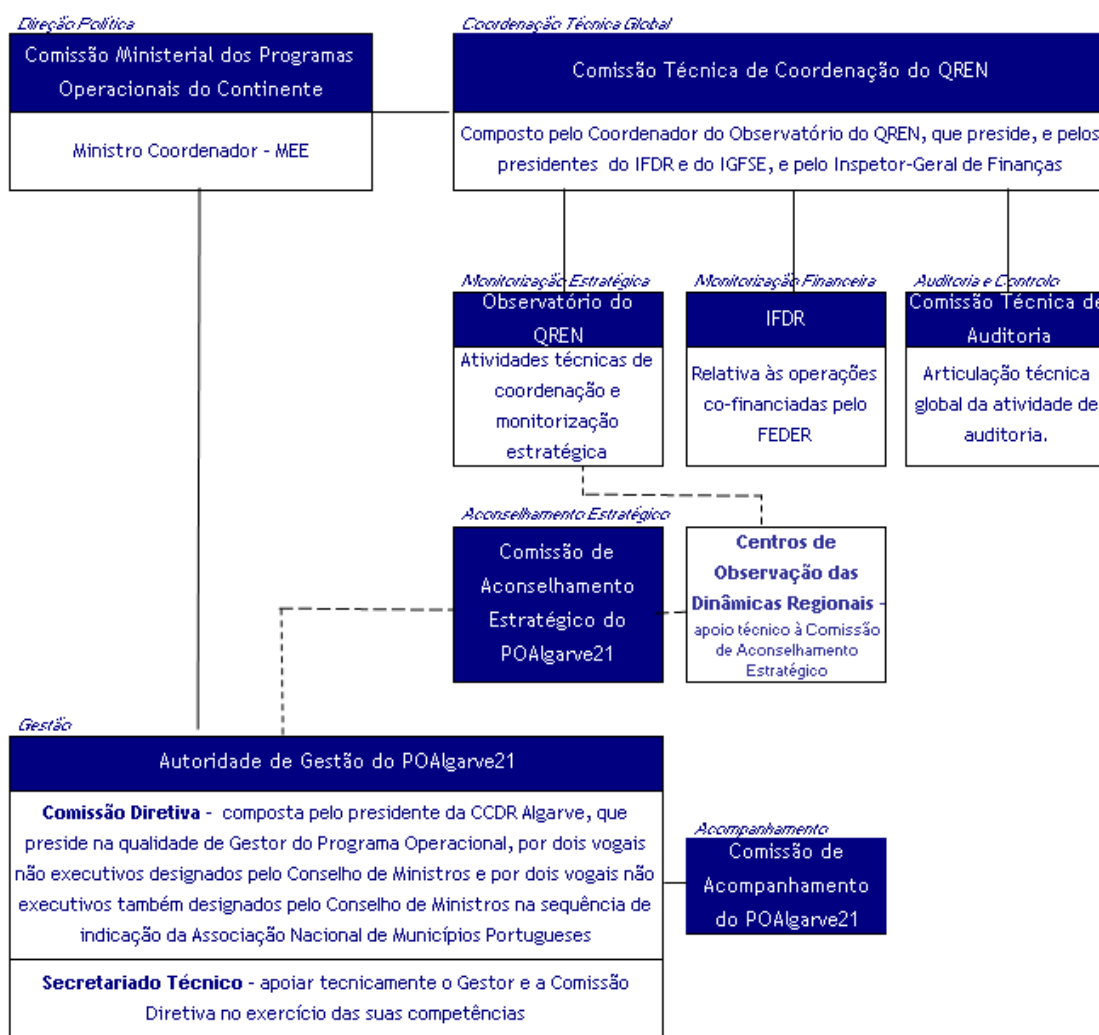 Direção Política
Comissão Ministerial dos Programas
Operacionais do Continente
Ministro Coordenador - MEE
Coordenação Técnica Global
Comissão Técnica de Coordenação do QREN
Composto pelo Coordenador do Observatório do QREN, que preside, e pelos
presidentes do IFDR e do IGFSE, e pelo Inspetor-Geral de Finanças
Monitorização Estratégica
Observatório do
QREN
Atividades técnicas de
coordenação e
monitorização
estratégica
Monitorização Financeira
IFDR
Relativa às operações
co-financiadas pelo
FEDER
Auditoria e Controlo
Comissão Técnica de
Auditoria
Articulação técnica
global da atividade de
auditoria.
Aconselhamento Estratégico
Comissão de
Aconselhamento
Estratégico do
POAlgarve21
Centros de
Observação das
Dinâmicas Regionais -
apoio técnico à Comissão
de Aconselhamento
Estratégico
Gestão
Autoridade de Gestão do POAlgarve21
Comissão Diretiva - composta pelo presidente da CCDR Algarve, que
preside na qualidade de Gestor do Programa Operacional, por dois vogais
não executivos designados pelo Conselho de Ministros e por dois vogais não
executivos também designados pelo Conselho de Ministros na sequência de
indicação da Associação Nacional de Municípios Portugueses
Secretariado Técnico - apoiar tecnicamente o Gestor e a Comissão
Diretiva no exercício das suas competências
Acompanhamento
Comissão de
Acompanhamento
do POAlgarve21